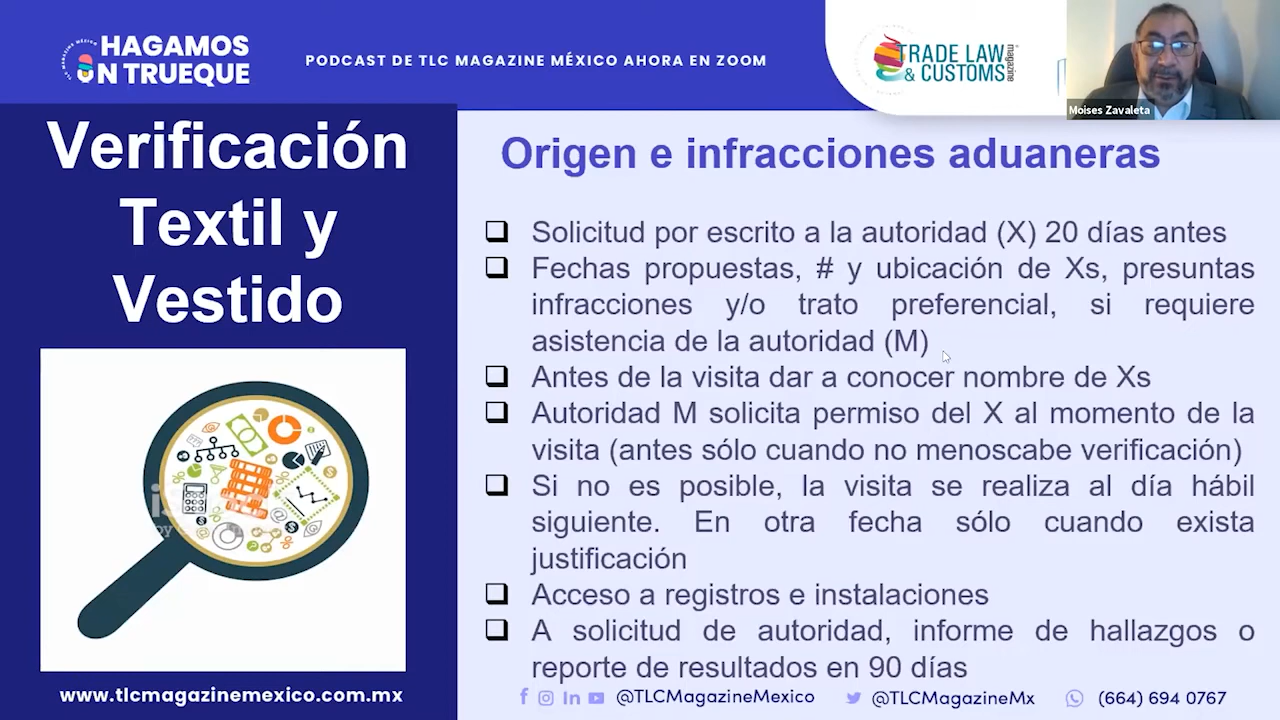 HAGAMOS
UN TRUEQUE
PODCAST DE TLC MAGAZINE MÉXICO AHORA EN ZOOM
TRADE LAW
& CUSTOMS
magazine
Moises Zavaleta
Verificación
Textil y
Vestido
Origen e infracciones aduaneras
❑ Solicitud por escrito a la autoridad (X) 20 días antes
❑ Fechas propuestas, # y ubicación de Xs, presuntas
infracciones y/o trato preferencial, si requiere
asistencia de la autoridad (M)
❑ Antes de la visita dar a conocer nombre de Xs
❑ Autoridad M solicita permiso del X al momento de la
visita (antes sólo cuando no menoscabe verificación)
❑ Si no es posible, la visita se realiza al día hábil
siguiente. En otra fecha sólo cuando exista
justificación
❑ Acceso a registros e instalaciones
❑ A solicitud de autoridad, informe de hallazgos o
reporte de resultados en 90 días
www.tlcmagazinemexico.com.mx
@TLCMagazineMexico
@TLCMagazineMx
(664) 694 0767